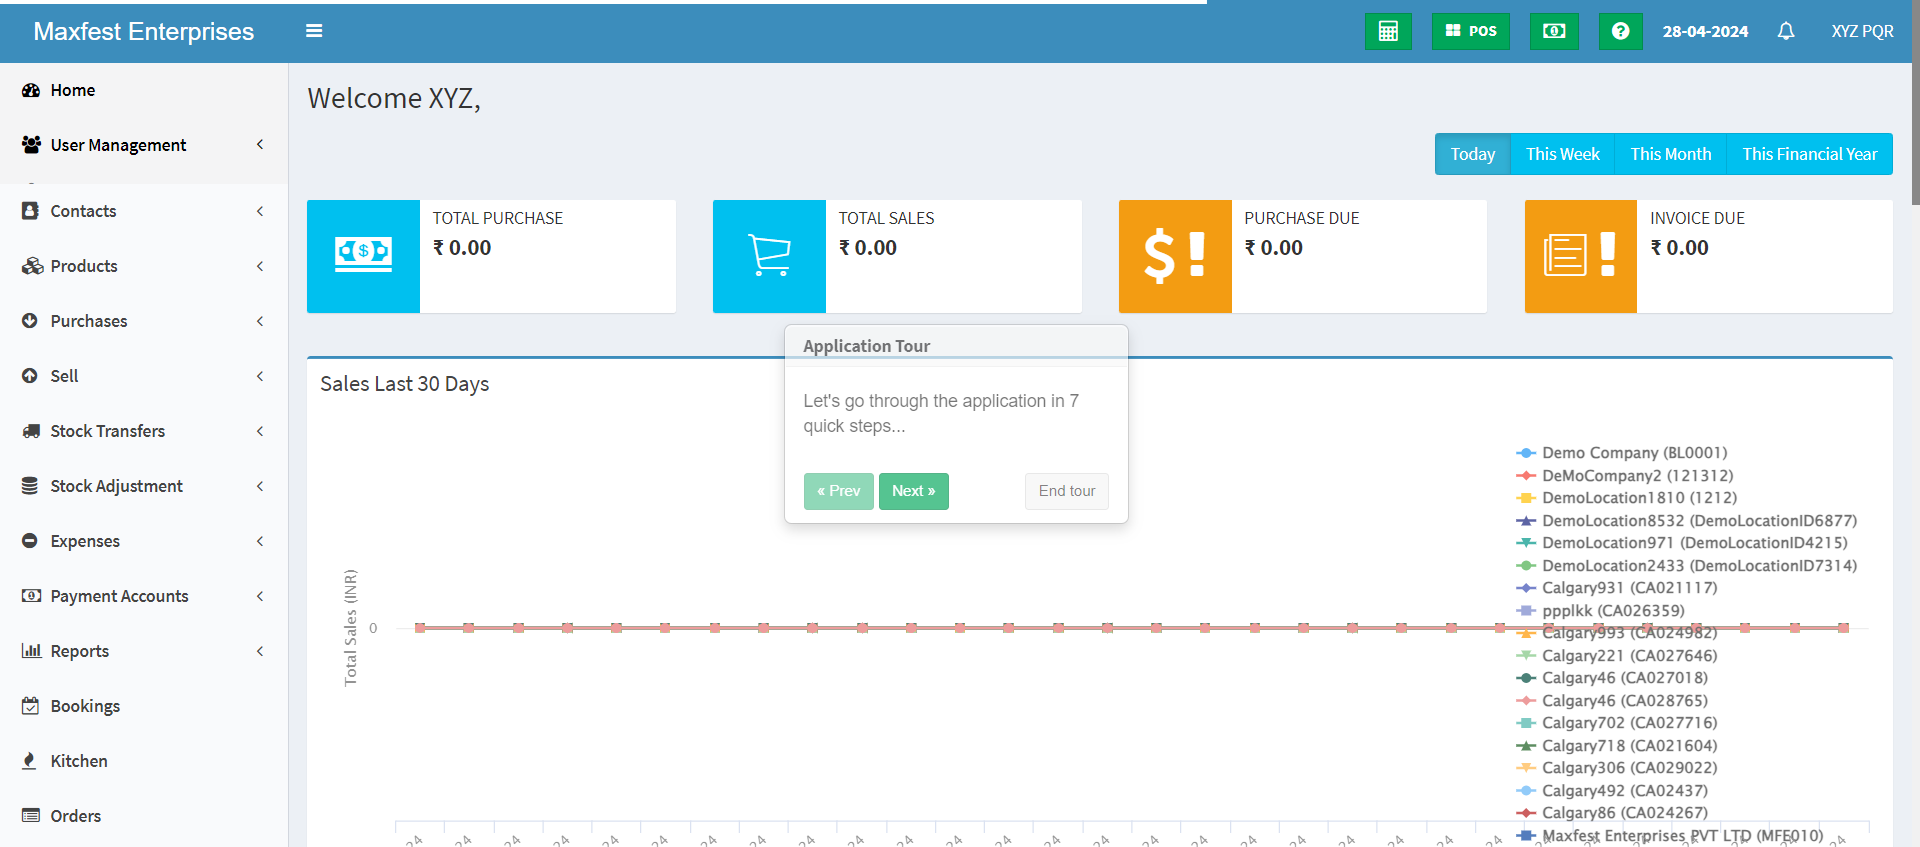 Maxfest Enterprises
POS
28-04-2024
XYZ PQR
Home
User Management
Contacts
Products
Purchases
Sell
Stock Transfers
Stock Adjustment
Expenses
Payment Accounts
Reports
Bookings
Kitchen
Orders
Welcome XYZ,
Today
This Week
This Month
This Financial Year
TOTAL PURCHASE
₹ 0.00
TOTAL SALES
₹ 0.00
PURCHASE DUE
₹ 0.00
INVOICE DUE
₹ 0.00
Application Tour
Let's go through the application in 7
quick steps...
« Prev
Next »
End tour
Sales Last 30 Days
Total Sales (INR)
0
Demo Company (BL0001)
DeMoCompany2 (121312)
DemoLocation1810 (1212)
DemoLocation8532 (DemoLocationID6877)
DemoLocation971 (DemoLocationID4215)
DemoLocation2433 (DemoLocationID7314)
Calgary931 (CA021117)
ppplkk (CA026359)
Calgary993 (CA024982)
Calgary221 (CA027646)
Calgary46 (CA027018)
Calgary46 (CA028765)
Calgary702 (CA027716)
Calgary718 (CA021604)
Calgary306 (CA029022)
Calgary492 (CA02437)
Calgary86 (CA024267)
Maxfest Enterprises PVT LTD (MFE010)